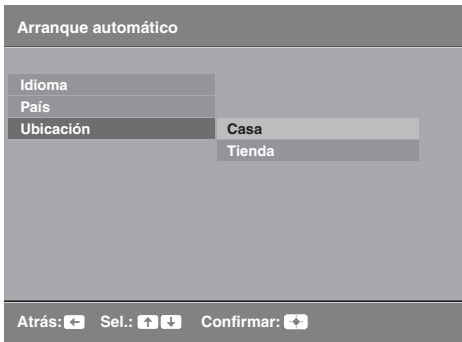 Arranque automático
Idioma
País
Ubicación Casa
Tienda
Atrás: Sel.: Confirmar: